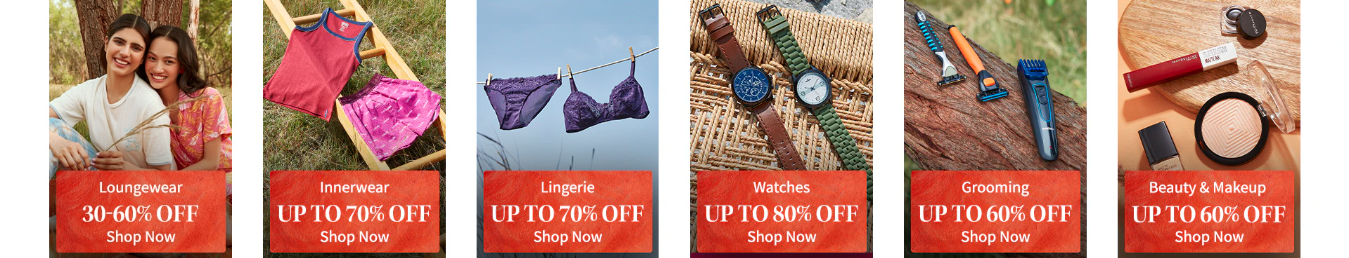 Loungewear
30-60% OFF
Shop Now
Innerwear
UP TO 70% OFF
Shop Now
Lingerie
UP TO 70% OFF
Shop Now
Watches
UP TO 80% OFF
Shop Now
Grooming
UP TO 60% OFF
Shop Now
Beauty & Makeup
UP TO 60% OFF
Shop Now